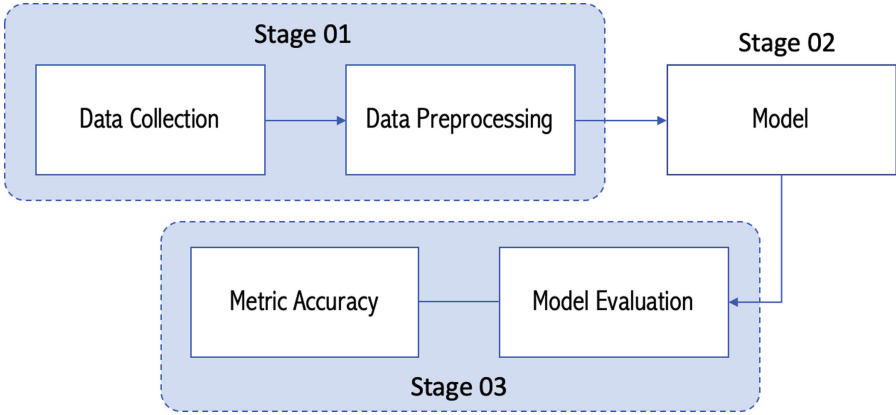 Stage 01
Data Collection
Data Preprocessing
Stage 02
Model
Metric Accuracy
Model Evaluation
Stage 03